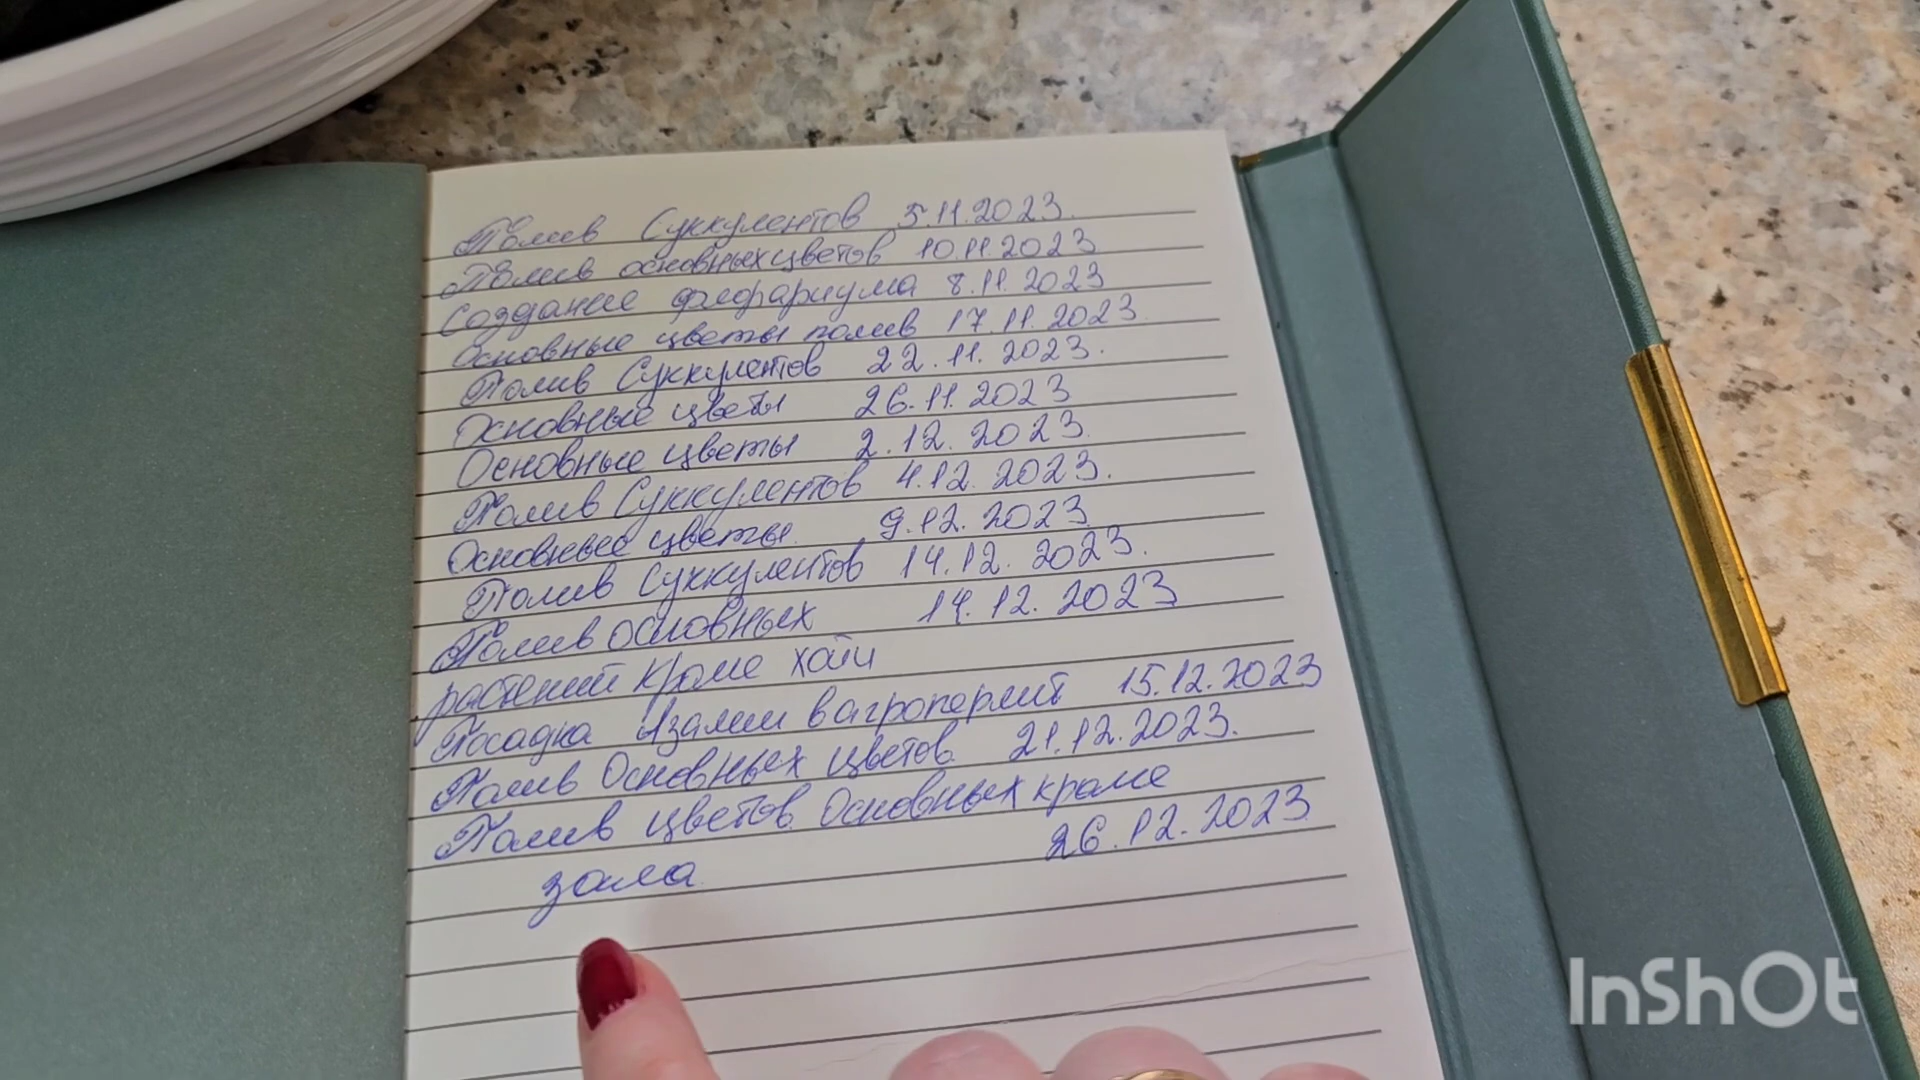 Полив Суккулентов 5.11.2023.
Полив основных цветов 10.11.2023
Создание флорариума 8.11.2023
Основные цветы полив 17.11.2023.
Полив Суккулентов 22.11.2023.
Основные цветы 26.11.2023
Основные цветы 2.12.2023.
Полив Суккулентов 4.12.2023.
Основные цветы. 9.12.2023
Полив Суккулентов 14.12.2023.
Полив основных 14.12.2023
растений кроме хойи
Посадка Азалии в агроперлит 15.12.2023
Полив Основных цветов. 21.12.2023.
Полив цветов Основных кроме
зала. 26.12.2023
InShOt